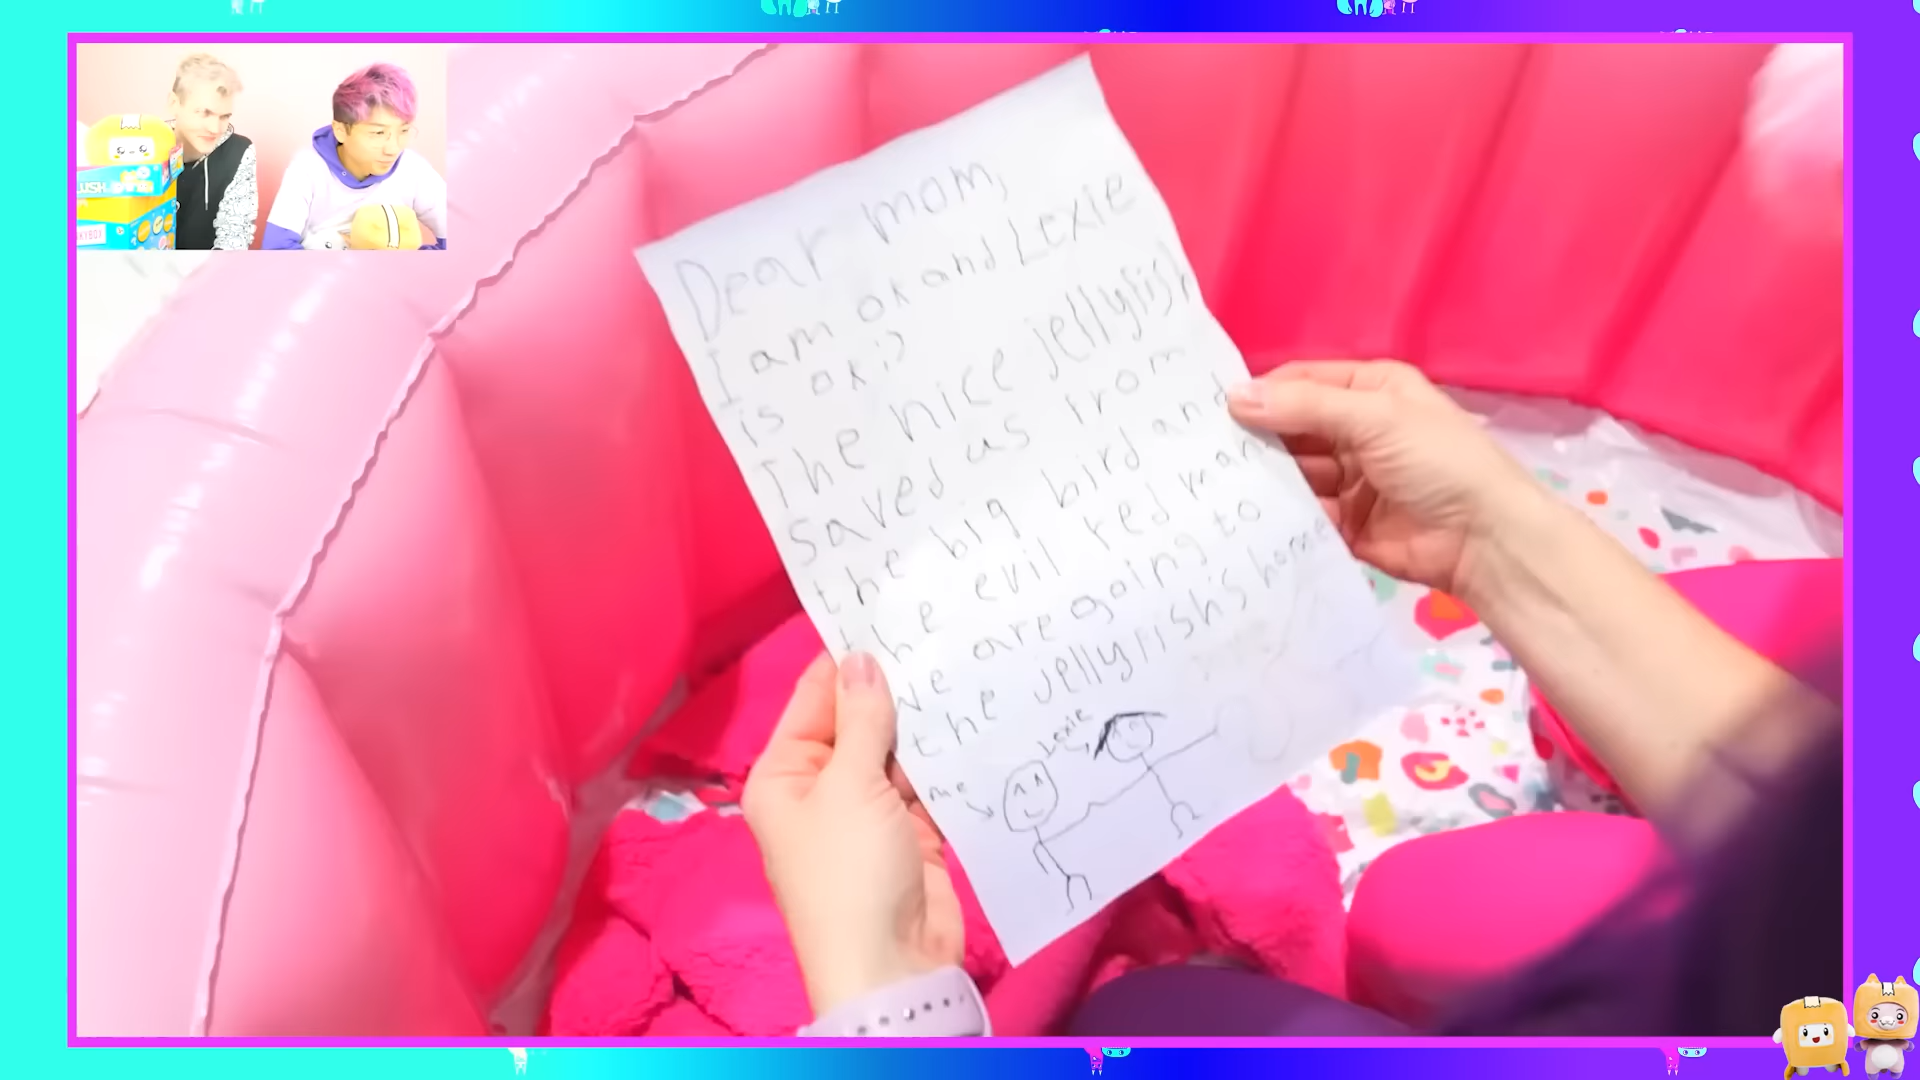 Dear mom,
I am ok and Lexie
is ok!?
The nice jellyfish
saved us from
the big bird and
the evil red man
we are going to
the jellyfish's home
me
Lexie